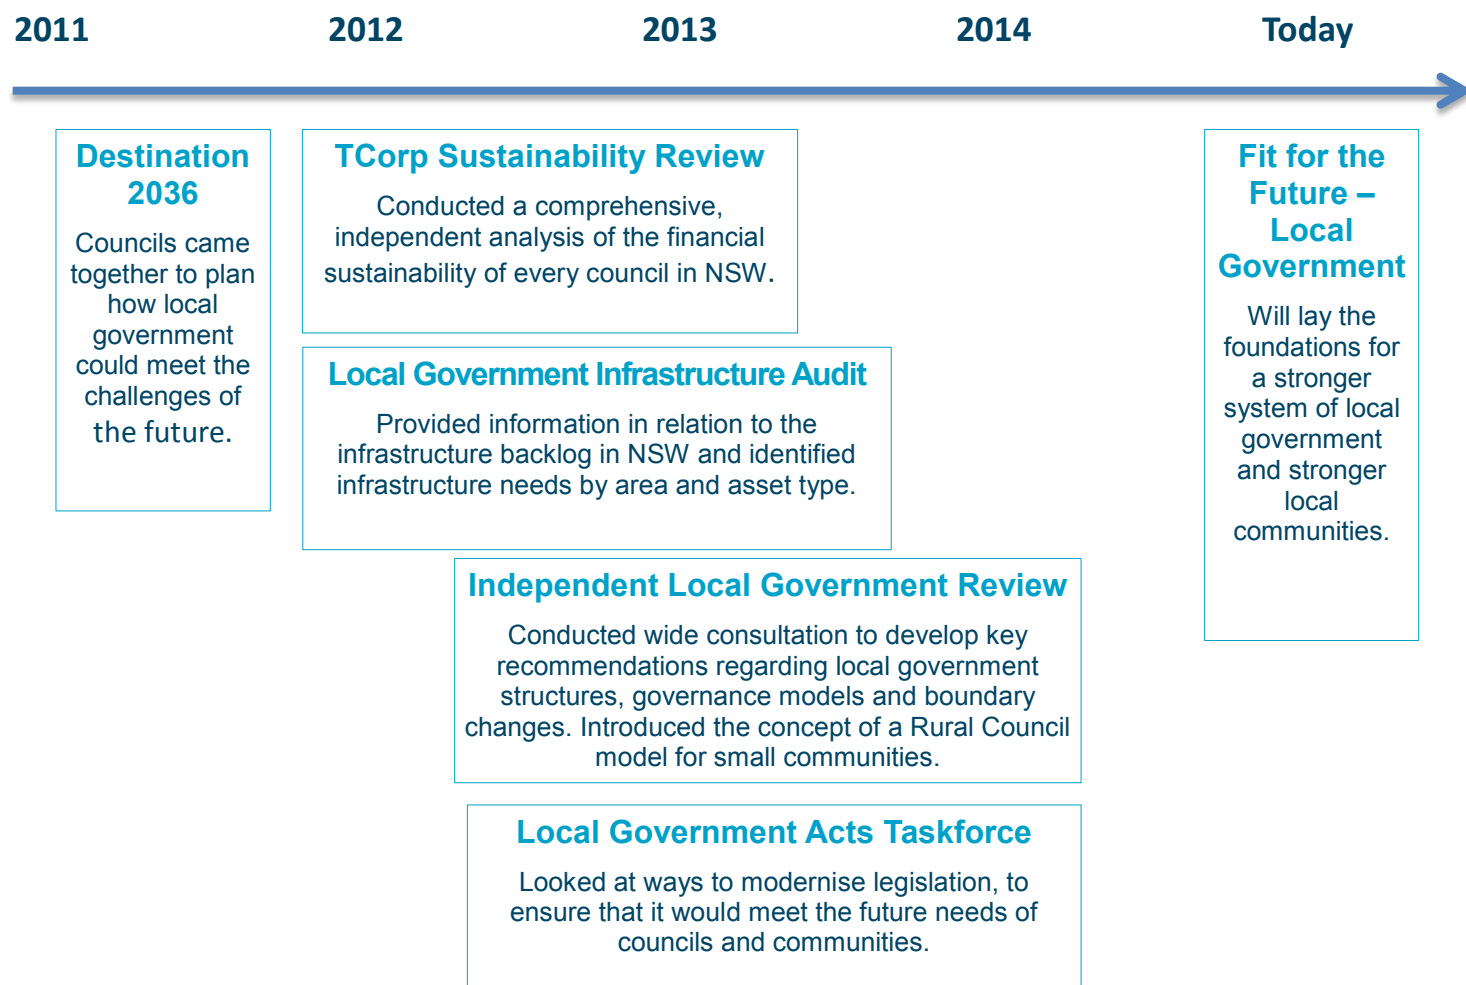 2011 2012 2013 2014 Today
Destination
2036
Councils came
together to plan
how local
government
could meet the
challenges of
the future.
TCorp Sustainability Review
Conducted a comprehensive,
independent analysis of the financial
sustainability of every council in NSW.
Local Government Infrastructure Audit
Provided information in relation to the
infrastructure backlog in NSW and identified
infrastructure needs by area and asset type.
Independent Local Government Review
Conducted wide consultation to develop key
recommendations regarding local government
structures, governance models and boundary
changes. Introduced the concept of a Rural Council
model for small communities.
Local Government Acts Taskforce
Looked at ways to modernise legislation, to
ensure that it would meet the future needs of
councils and communities.
Fit for the
Future –
Local
Government
Will lay the
foundations for
a stronger
system of local
government
and stronger
local
communities.